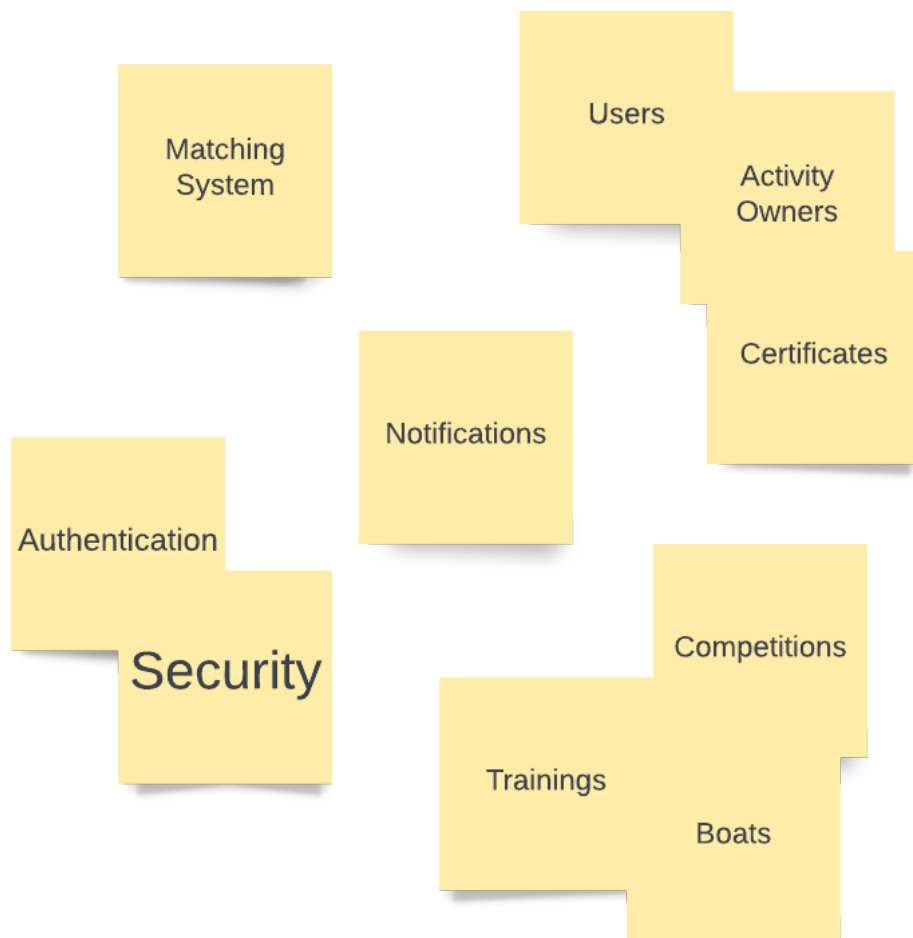 Users
Matching
System
Activity
Owners
Certificates
Notifications
Authentication
Security
Competitions
Trainings
Boats